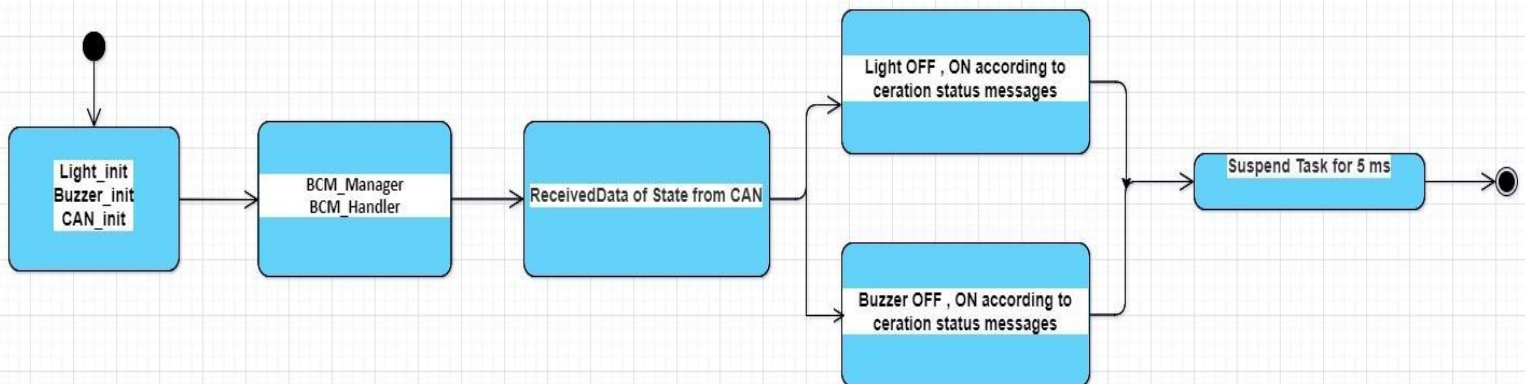 Light_init
Buzzer_init
CAN_init
BCM_Manager
BCM_Handler
ReceivedData of State from CAN
Light OFF , ON according to
ceration status messages
Buzzer OFF , ON according to
ceration status messages
Suspend Task for 5 ms